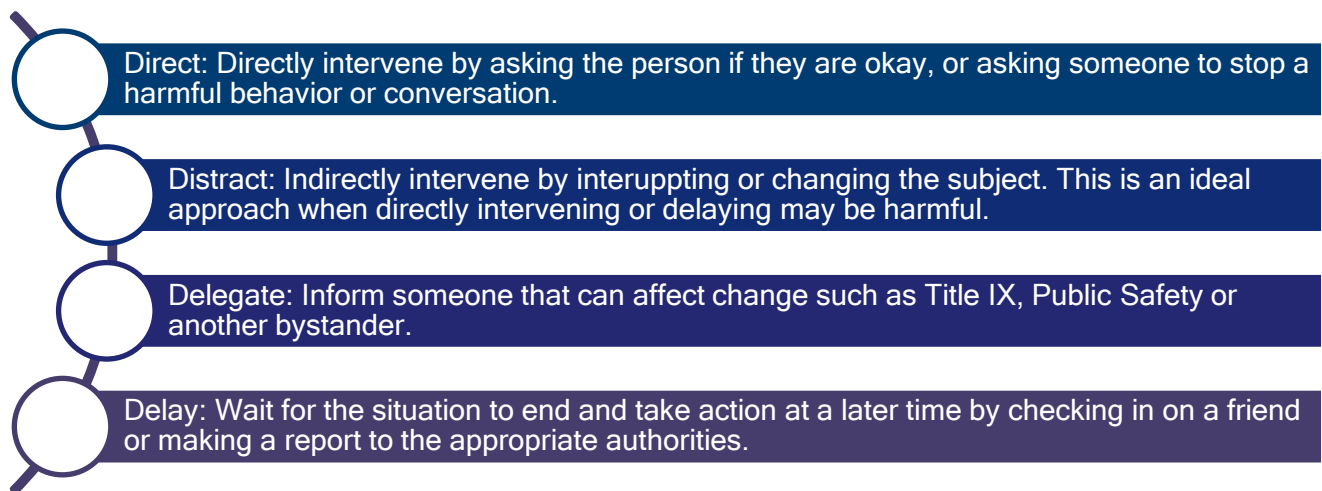 Direct: Directly intervene by asking the person if they are okay, or asking someone to stop a
harmful behavior or conversation.
Distract: Indirectly intervene by interuppting or changing the subject. This is an ideal
approach when directly intervening or delaying may be harmful.
Delegate: Inform someone that can affect change such as Title IX, Public Safety or
another bystander.
Delay: Wait for the situation to end and take action at a later time by checking in on a friend
or making a report to the appropriate authorities.